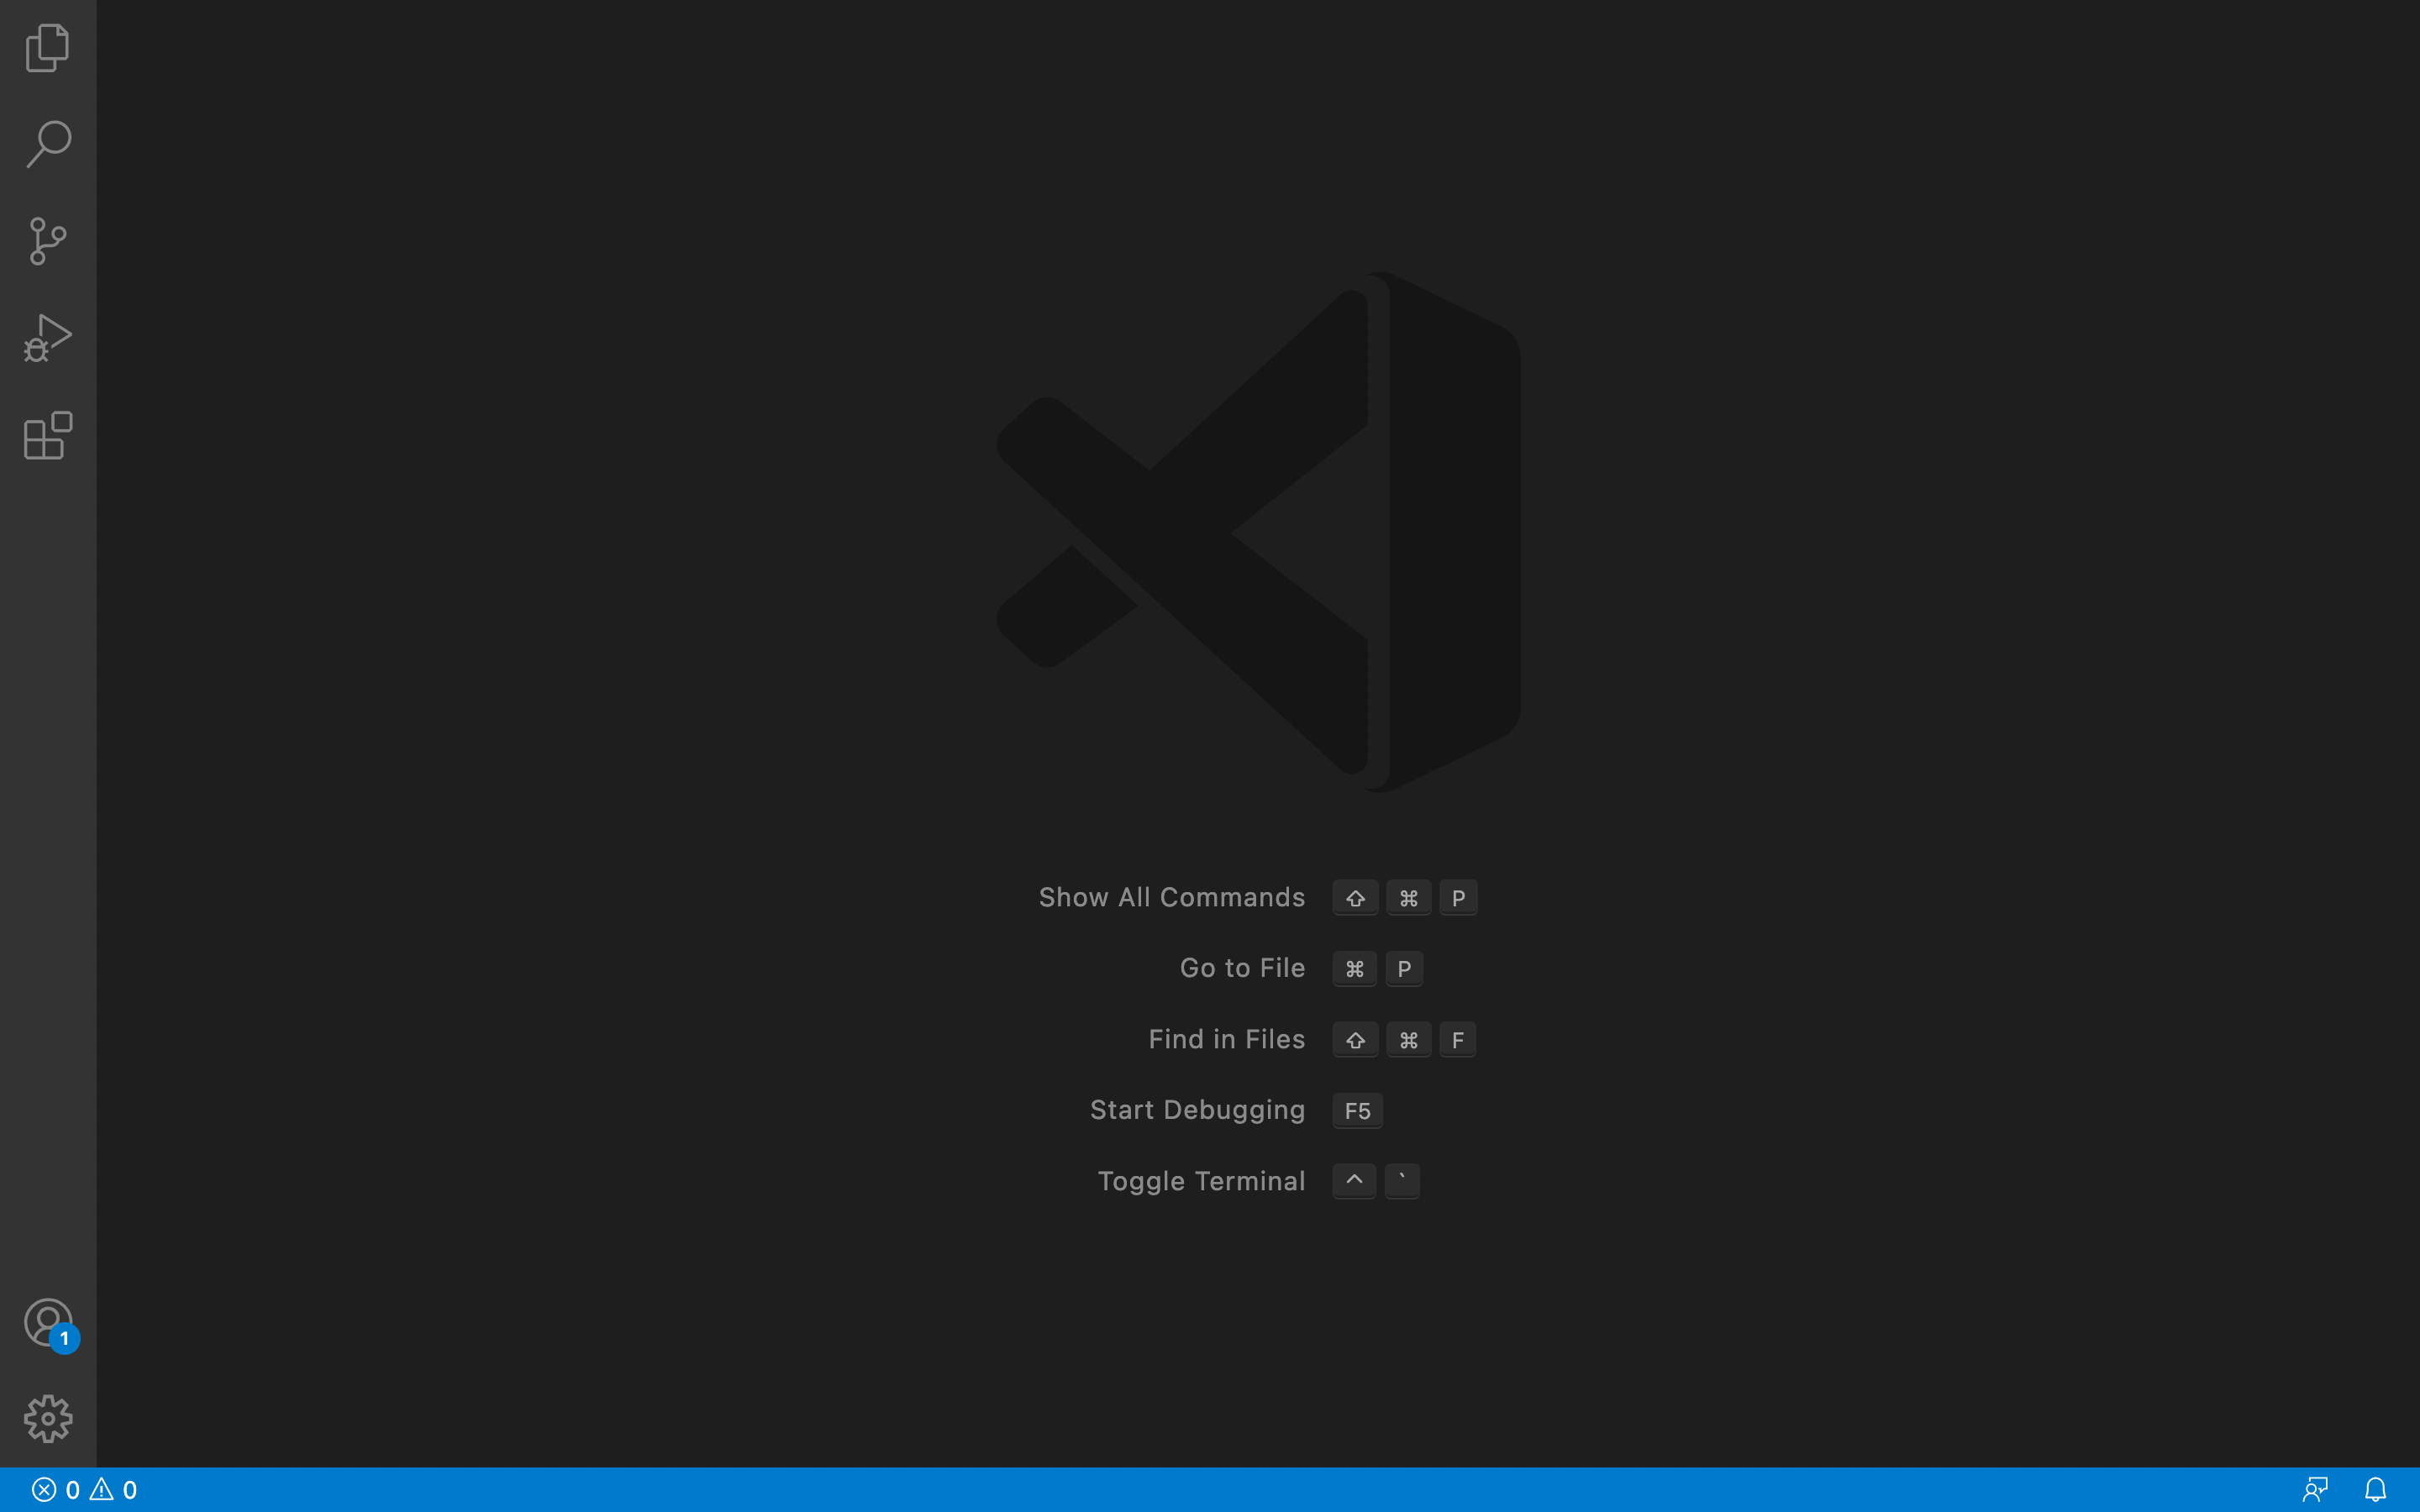 Show All Commands ⇧ ⌘ P
Go to File ⌘ P
Find in Files ⇧ ⌘ F
Start Debugging F5
Toggle Terminal ^ `
1
0 0